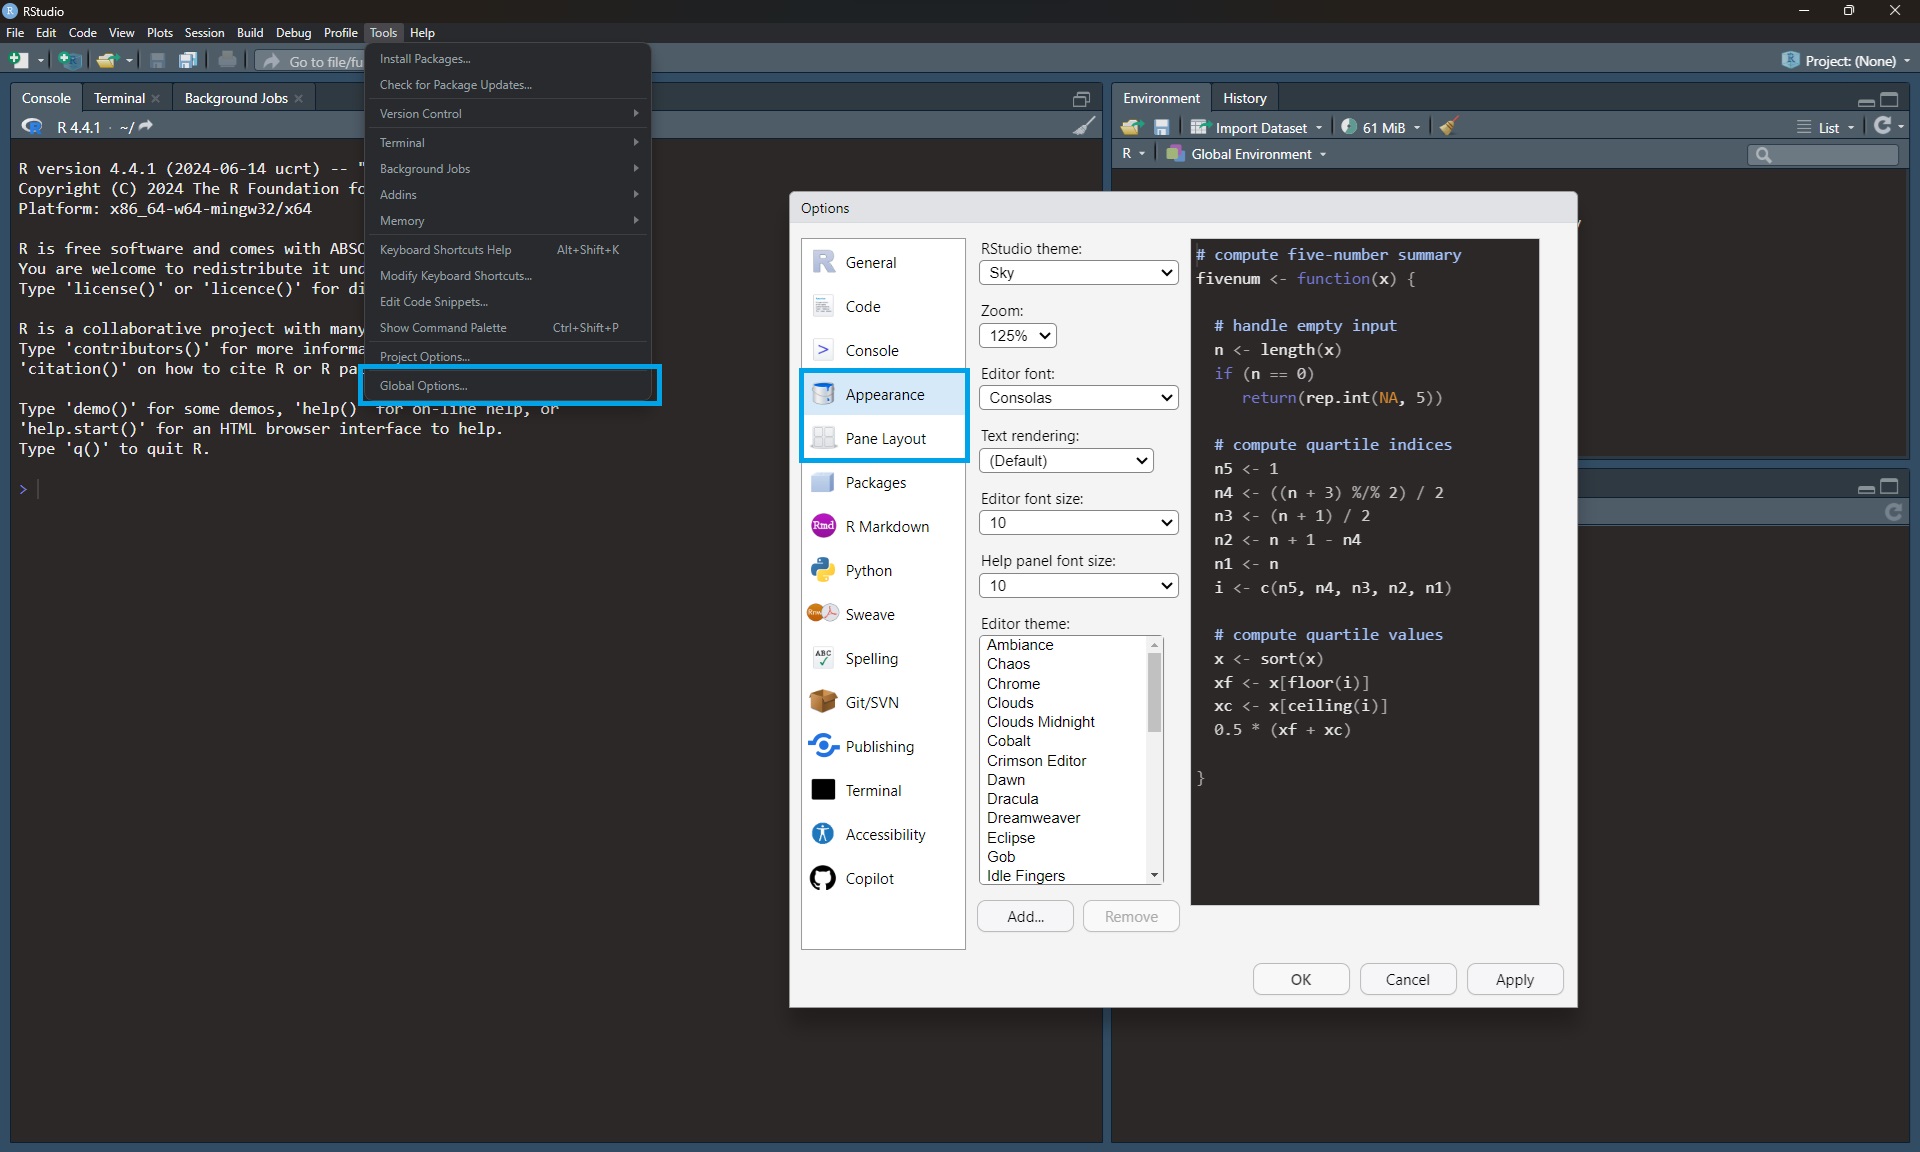 RStudio
File Edit Code View Plots Session Build Debug Profile Tools Help
Go to file/fu
Project: (None)
Console Terminal Background Jobs
R 4.4.1 · ~/
R version 4.4.1 (2024-06-14 ucrt) -- "
Copyright (C) 2024 The R Foundation fo
Platform: x86_64-w64-mingw32/x64
R is free software and comes with ABSO
You are welcome to redistribute it und
Type 'license()' or 'licence()' for di
R is a collaborative project with many
Type 'contributors()' for more informa
'citation()' on how to cite R or R pa
Type 'demo()' for some demos, 'help()' for on-line help, or
'help.start()' for an HTML browser interface to help.
Type 'q()' to quit R.
>
Install Packages...
Check for Package Updates...
Version Control
Terminal
Background Jobs
Addins
Memory
Keyboard Shortcuts Help Alt+Shift+K
Modify Keyboard Shortcuts...
Edit Code Snippets...
Show Command Palette Ctrl+Shift+P
Project Options...
Global Options...
Environment History
Import Dataset 61 MiB List
R Global Environment
Options
General
Code
Console
Appearance
Pane Layout
Packages
Rmd R Markdown
Python
Sweave
ABC Spelling
Git/SVN
Publishing
Terminal
Accessibility
Copilot
RStudio theme:
Sky
Zoom:
125%
Editor font:
Consolas
Text rendering:
(Default)
Editor font size:
10
Help panel font size:
10
Editor theme:
Ambiance
Chaos
Chrome
Clouds
Clouds Midnight
Cobalt
Crimson Editor
Dawn
Dracula
Dreamweaver
Eclipse
Gob
Idle Fingers
Add... Remove
# compute five-number summary
fivenum <- function(x) {
# handle empty input
n <- length(x)
if (n == 0)
return(rep.int(NA, 5))
# compute quartile indices
n5 <- 1
n4 <- ((n + 3) %/% 2) / 2
n3 <- (n + 1) / 2
n2 <- n + 1 - n4
n1 <- n
i <- c(n5, n4, n3, n2, n1)
# compute quartile values
x <- sort(x)
xf <- x[floor(i)]
xc <- x[ceiling(i)]
0.5 * (xf + xc)
}
OK Cancel Apply